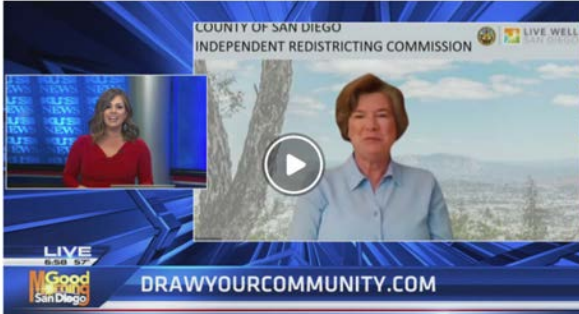 COUNTY OF SAN DIEGO
INDEPENDENT REDISTRICTING COMMISSION
LIVE WELL
SAN DIEGO
NEWS
LIVE
6:58 57°
Good
Morning
San Diego
DRAWYOURCOMMUNITY.COM